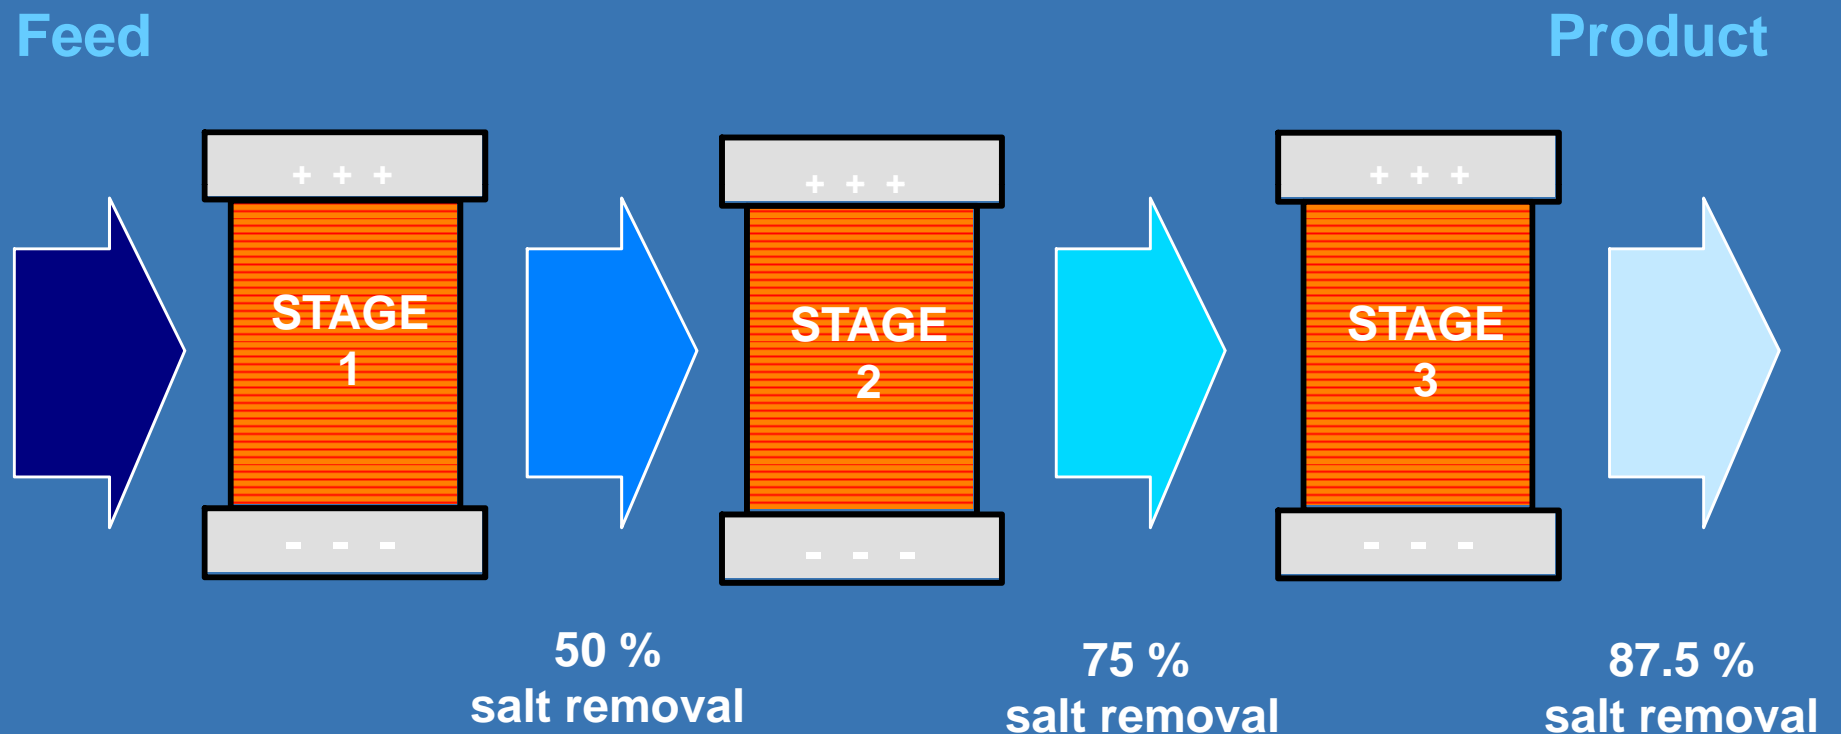 Feed
Product
+ + +
+ + +
+ + +
STAGE
1
STAGE
2
STAGE
3
- - -
- - -
- - -
50 %
salt removal
75 %
salt removal
87.5 %
salt removal